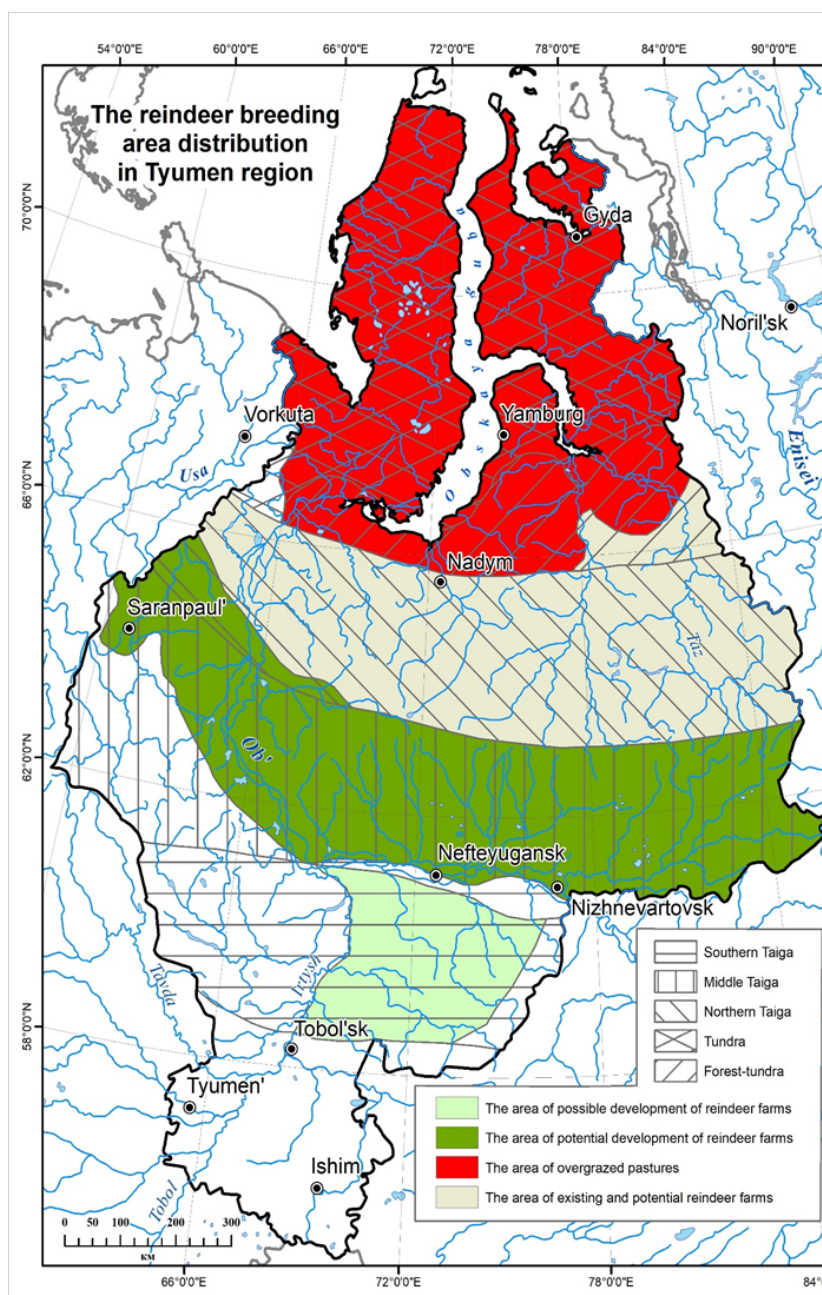 54°0'0"E 60°0'0"E 66°0'0"E 72°0'0"E 78°0'0"E 84°0'0"E 90°0'0"E
The reindeer breeding
area distribution
in Tyumen region
70°0'0"N
Gyda
Noril'sk
Obskaya guba
Vorkuta
Yamburg
Usa
Enisei
66°0'0"N
Nadym
Saranpaul'
Taz
Ob'
62°0'0"N
Nefteyugansk
Nizhnevartovsk
Tavda
Irtysh
58°0'0"N
Tobol'sk
Tyumen'
Ishim
Tobol
Southern Taiga
Middle Taiga
Northern Taiga
Tundra
Forest-tundra
The area of possible development of reindeer farms
The area of potential development of reindeer farms
The area of overgrazed pastures
The area of existing and potential reindeer farms
0 50 100 200 300
КМ
66°0'0"E 72°0'0"E 78°0'0"E 84